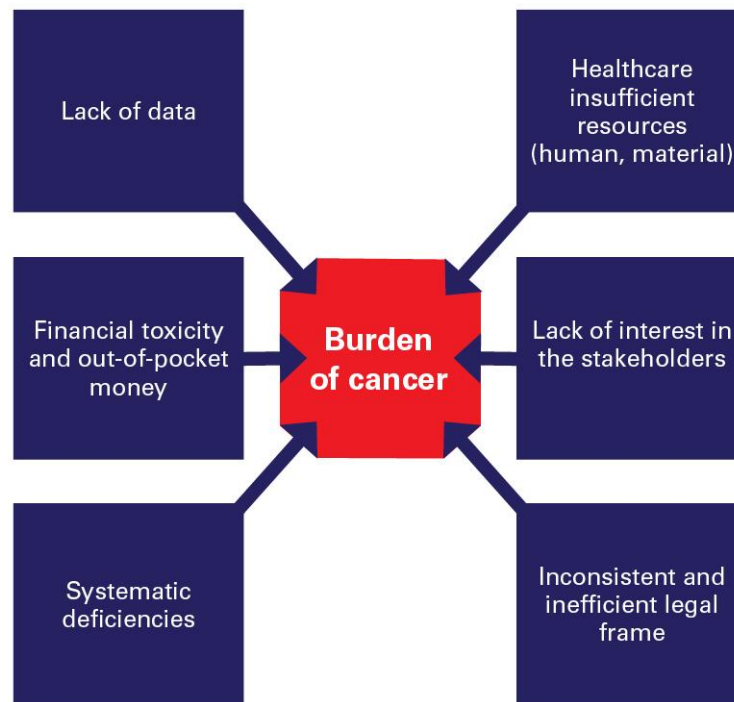 Lack of data
Healthcare
insufficient
resources
(human, material)
Financial toxicity
and out-of-pocket
money
Burden
of cancer
Lack of interest in
the stakeholders
Systematic
deficiencies
Inconsistent and
inefficient legal
frame